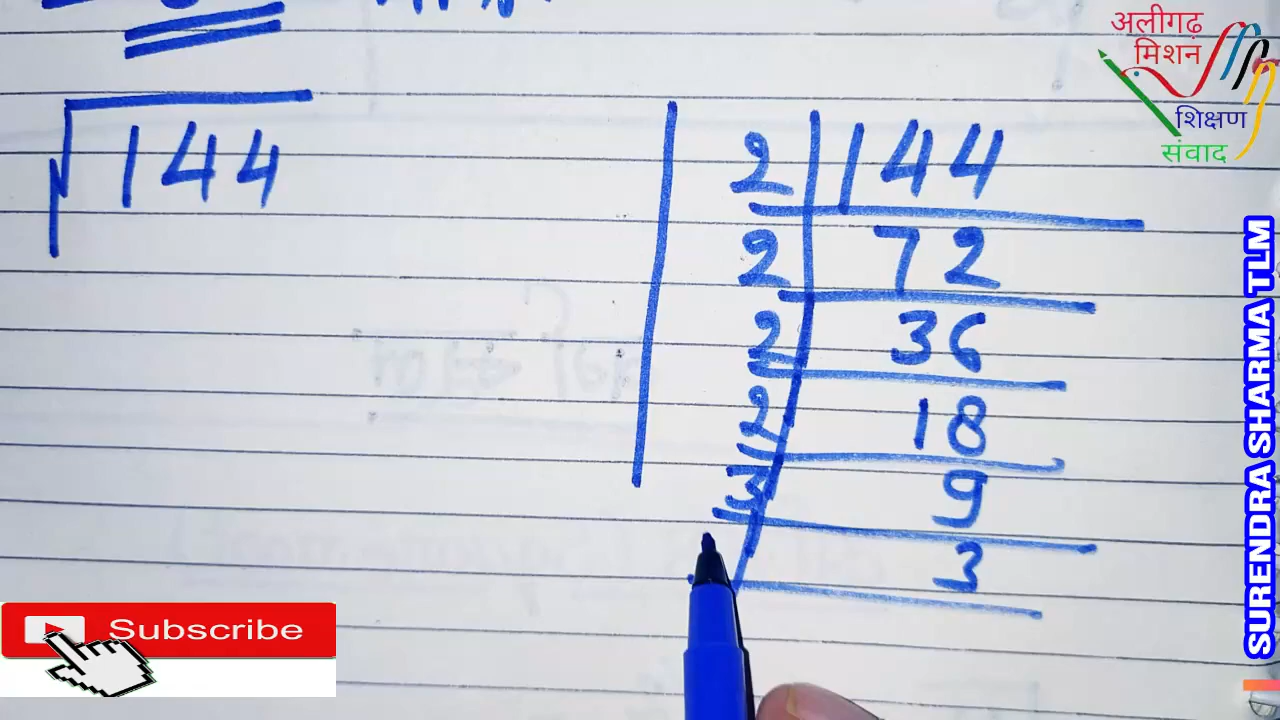 √144
2 | 144
2 | 72
2 | 36
2 | 18
3 | 9
3
अलीगढ़
मिशन
शिक्षण
संवाद
SURENDRA SHARMA TLM
Subscribe